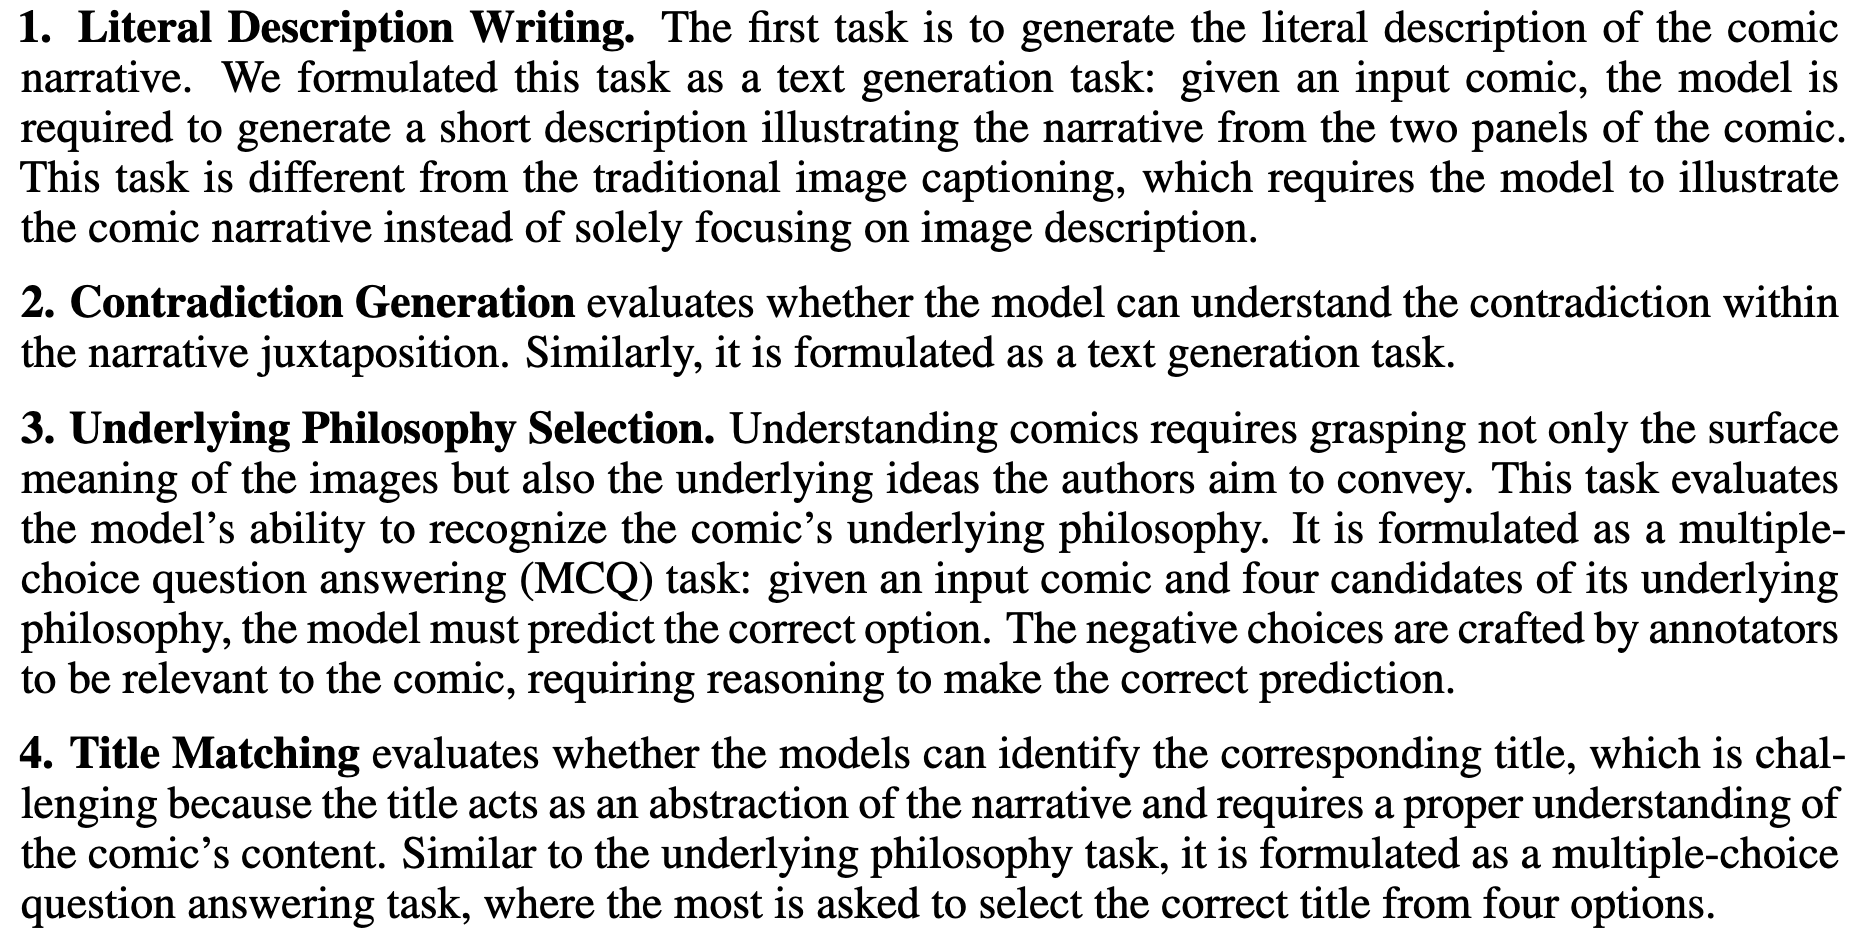 1. Literal Description Writing. The first task is to generate the literal description of the comic
narrative. We formulated this task as a text generation task: given an input comic, the model is
required to generate a short description illustrating the narrative from the two panels of the comic.
This task is different from the traditional image captioning, which requires the model to illustrate
the comic narrative instead of solely focusing on image description.
2. Contradiction Generation evaluates whether the model can understand the contradiction within
the narrative juxtaposition. Similarly, it is formulated as a text generation task.
3. Underlying Philosophy Selection. Understanding comics requires grasping not only the surface
meaning of the images but also the underlying ideas the authors aim to convey. This task evaluates
the model’s ability to recognize the comic’s underlying philosophy. It is formulated as a multiple-
choice question answering (MCQ) task: given an input comic and four candidates of its underlying
philosophy, the model must predict the correct option. The negative choices are crafted by annotators
to be relevant to the comic, requiring reasoning to make the correct prediction.
4. Title Matching evaluates whether the models can identify the corresponding title, which is chal-
lenging because the title acts as an abstraction of the narrative and requires a proper understanding of
the comic’s content. Similar to the underlying philosophy task, it is formulated as a multiple-choice
question answering task, where the most is asked to select the correct title from four options.